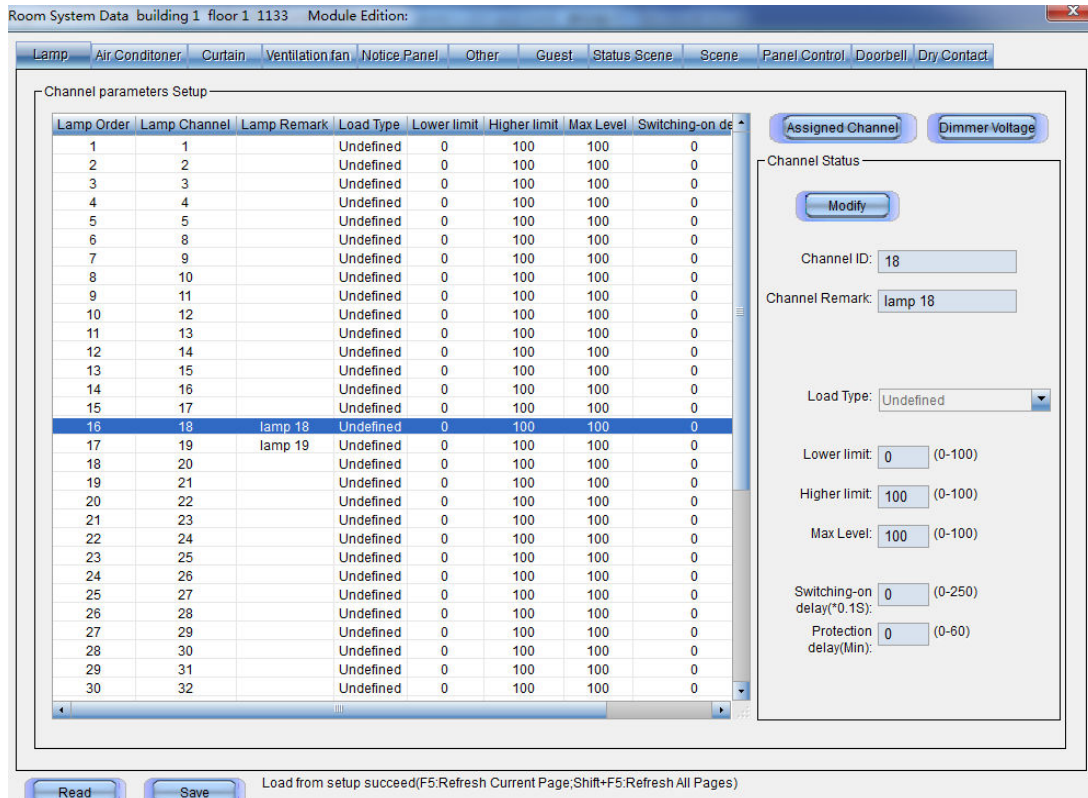 Room System Data building 1 floor 1 1133 Module Edition:
Lamp Air Conditoner Curtain Ventilation fan Notice Panel Other Guest Status Scene Scene Panel Control Doorbell Dry Contact
Channel parameters Setup
Lamp Order Lamp Channel Lamp Remark Load Type Lower limit Higher limit Max Level Switching-on de
1 1 Undefined 0 100 100 0
2 2 Undefined 0 100 100 0
3 3 Undefined 0 100 100 0
4 4 Undefined 0 100 100 0
5 5 Undefined 0 100 100 0
6 8 Undefined 0 100 100 0
7 9 Undefined 0 100 100 0
8 10 Undefined 0 100 100 0
9 11 Undefined 0 100 100 0
10 12 Undefined 0 100 100 0
11 13 Undefined 0 100 100 0
12 14 Undefined 0 100 100 0
13 15 Undefined 0 100 100 0
14 16 Undefined 0 100 100 0
15 17 Undefined 0 100 100 0
16 18 lamp 18 Undefined 0 100 100 0
17 19 lamp 19 Undefined 0 100 100 0
18 20 Undefined 0 100 100 0
19 21 Undefined 0 100 100 0
20 22 Undefined 0 100 100 0
21 23 Undefined 0 100 100 0
22 24 Undefined 0 100 100 0
23 25 Undefined 0 100 100 0
24 26 Undefined 0 100 100 0
25 27 Undefined 0 100 100 0
26 28 Undefined 0 100 100 0
27 29 Undefined 0 100 100 0
28 30 Undefined 0 100 100 0
29 31 Undefined 0 100 100 0
30 32 Undefined 0 100 100 0
Assigned Channel Dimmer Voltage
Channel Status
Modify
Channel ID: 18
Channel Remark: lamp 18
Load Type: Undefined
Lower limit: 0 (0-100)
Higher limit: 100 (0-100)
Max Level: 100 (0-100)
Switching-on 0 (0-250)
delay(*0.1S):
Protection 0 (0-60)
delay(Min):
Read Save Load from setup succeed(F5:Refresh Current Page;Shift+F5:Refresh All Pages)